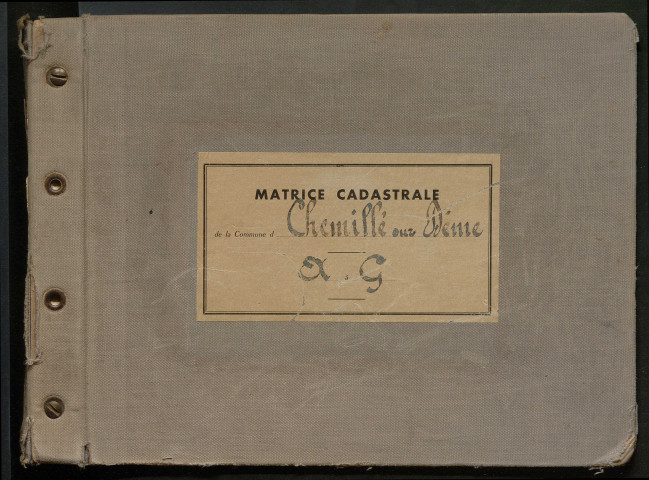 MATRICE CADASTRALE
de la Commune d Chemillé sur Dême
A à G